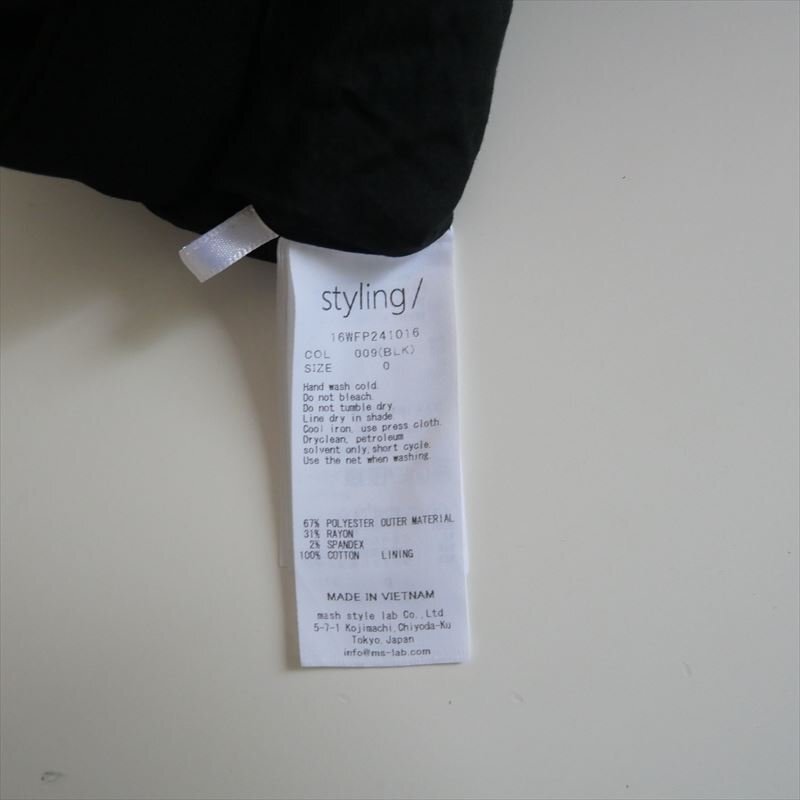 styling/
16WFP241016
COL 009(BLK)
SIZE 0
Hand wash cold.
Do not bleach.
Do not tumble dry.
Line dry in shade.
Cool iron, use press cloth.
Dryclean, petroleum
solvent only, short cycle.
Use the net when washing.
67% POLYESTER OUTER MATERIAL
31% RAYON
2% SPANDEX
100% COTTON LINING
MADE IN VIETNAM
mash style lab Co.,Ltd
5-7-1 Kojimachi,Chiyoda-Ku
Tokyo,Japan
info@ms-lab.com